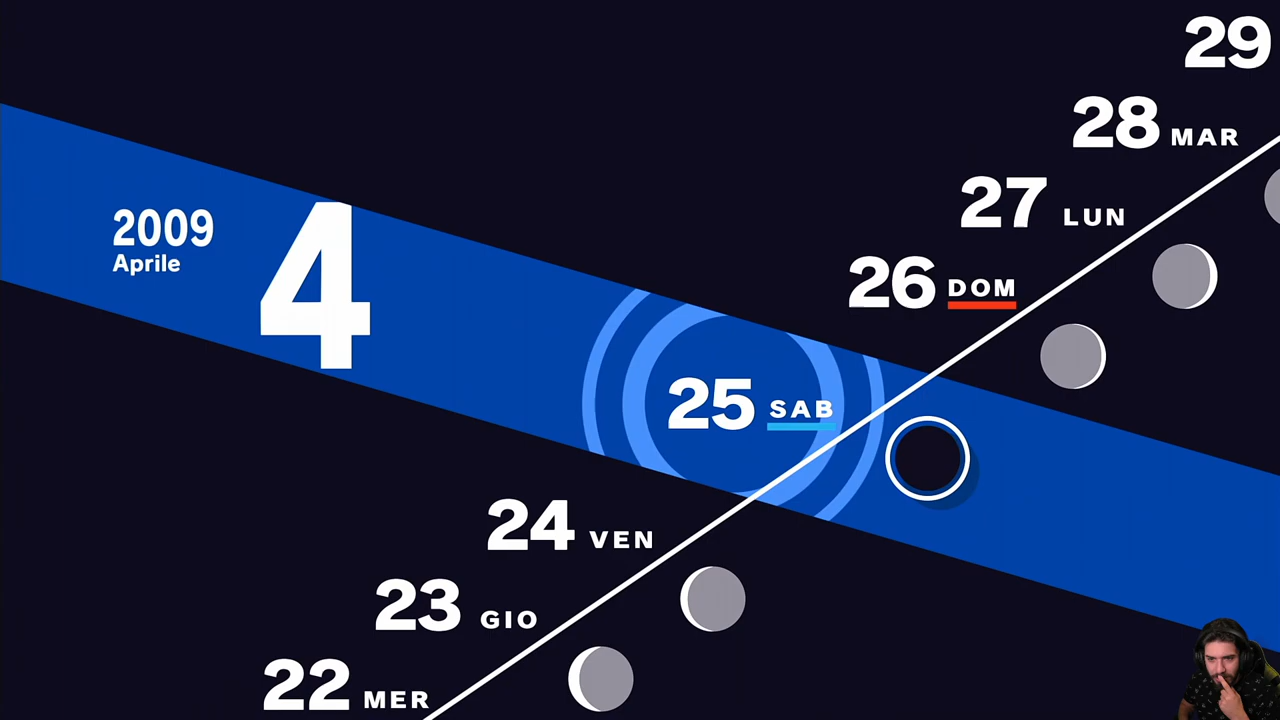 29
28 MAR
27 LUN
26 DOM
2009
Aprile
4
25 SAB
24 VEN
23 GIO
22 MER